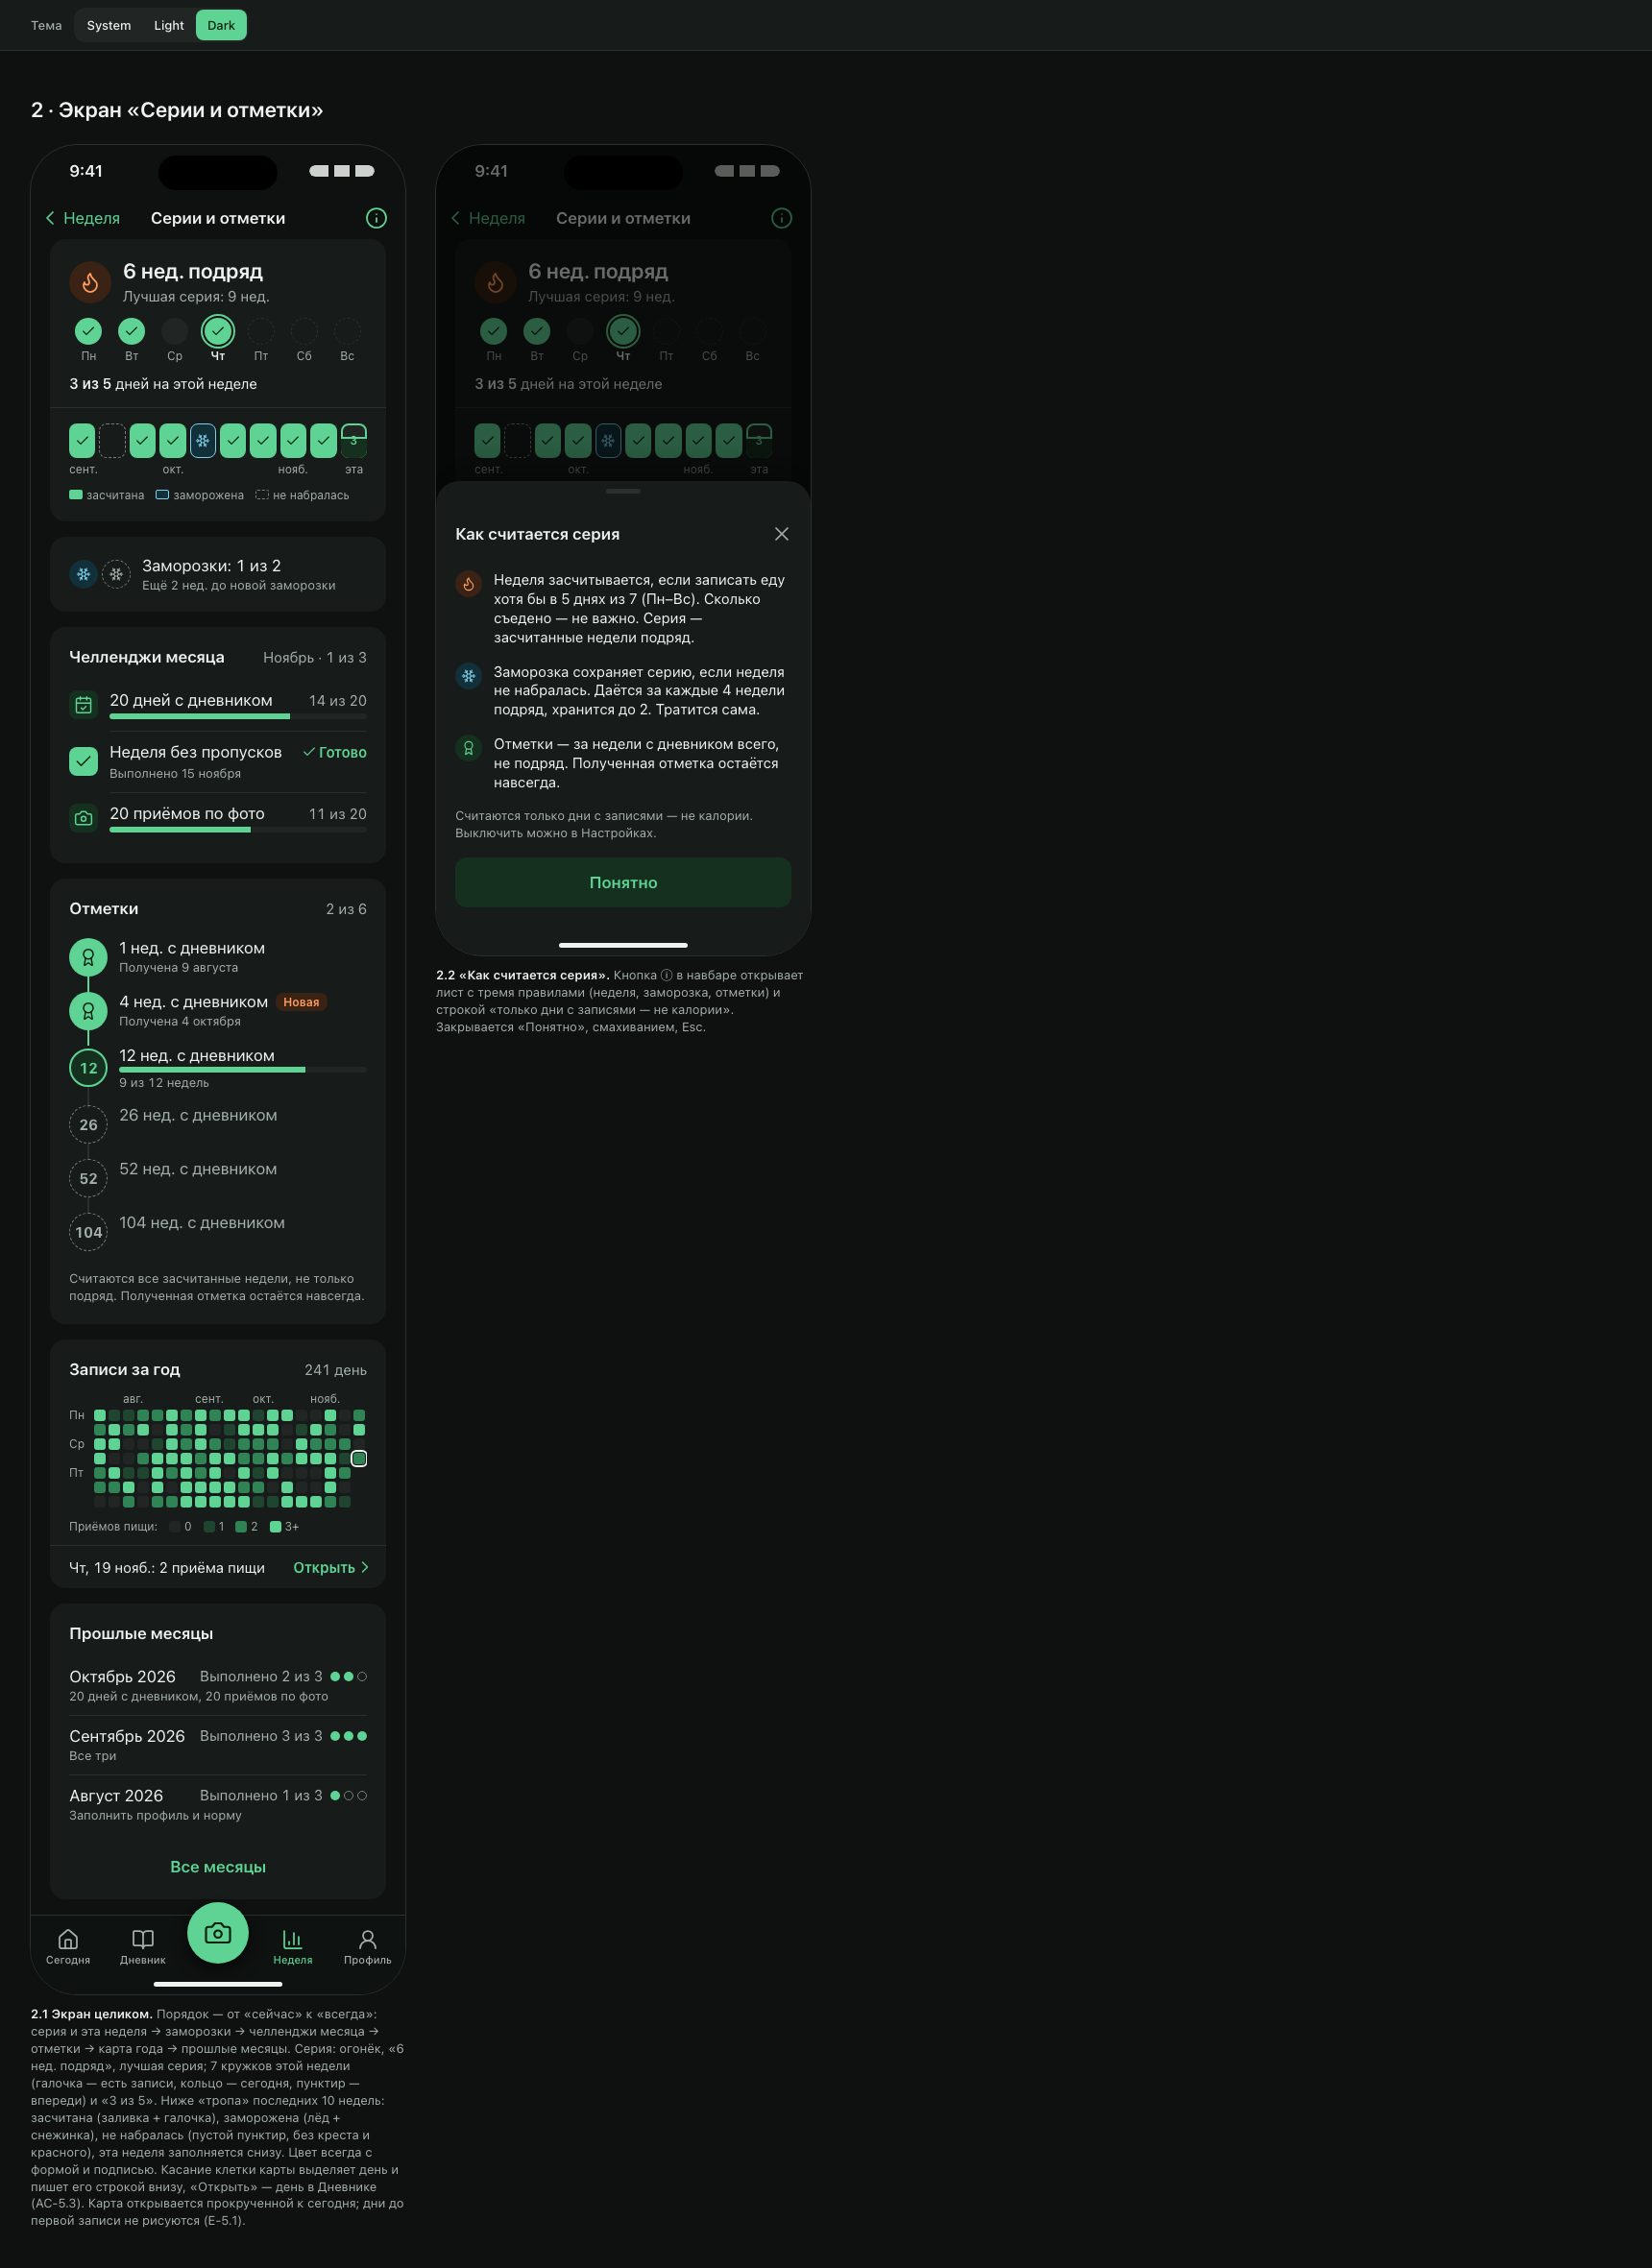 Тема System Light Dark
2 · Экран «Серии и отметки»
9:41
Неделя Серии и отметки
6 нед. подряд
Лучшая серия: 9 нед.
Пн Вт Ср Чт Пт Сб Вс
3 из 5 дней на этой неделе
3
сент. окт. нояб. эта
засчитана заморожена не набралась
Заморозки: 1 из 2
Ещё 2 нед. до новой заморозки
Челленджи месяца Ноябрь · 1 из 3
20 дней с дневником 14 из 20
Неделя без пропусков Готово
Выполнено 15 ноября
20 приёмов по фото 11 из 20
Отметки 2 из 6
1 нед. с дневником
Получена 9 августа
4 нед. с дневником Новая
Получена 4 октября
12 12 нед. с дневником
9 из 12 недель
26 26 нед. с дневником
52 52 нед. с дневником
104 104 нед. с дневником
Считаются все засчитанные недели, не только
подряд. Полученная отметка остаётся навсегда.
Записи за год 241 день
авг. сент. окт. нояб.
Пн
Ср
Пт
Приёмов пищи: 0 1 2 3+
Чт, 19 нояб.: 2 приёма пищи Открыть
Прошлые месяцы
Октябрь 2026 Выполнено 2 из 3
20 дней с дневником, 20 приёмов по фото
Сентябрь 2026 Выполнено 3 из 3
Все три
Август 2026 Выполнено 1 из 3
Заполнить профиль и норму
Все месяцы
Сегодня Дневник Неделя Профиль
2.1 Экран целиком. Порядок — от «сейчас» к «всегда»:
серия и эта неделя → заморозки → челленджи месяца →
отметки → карта года → прошлые месяцы. Серия: огонёк, «6
нед. подряд», лучшая серия; 7 кружков этой недели
(галочка — есть записи, кольцо — сегодня, пунктир —
впереди) и «3 из 5». Ниже «тропа» последних 10 недель:
засчитана (заливка + галочка), заморожена (лёд +
снежинка), не набралась (пустой пунктир, без креста и
красного), эта неделя заполняется снизу. Цвет всегда с
формой и подписью. Касание клетки карты выделяет день и
пишет его строкой внизу, «Открыть» — день в Дневнике
(AC-5.3). Карта открывается прокрученной к сегодня; дни до
первой записи не рисуются (E-5.1).
9:41
Неделя Серии и отметки
6 нед. подряд
Лучшая серия: 9 нед.
Пн Вт Ср Чт Пт Сб Вс
3 из 5 дней на этой неделе
3
сент. окт. нояб. эта
Как считается серия
Неделя засчитывается, если записать еду
хотя бы в 5 днях из 7 (Пн–Вс). Сколько
съедено — не важно. Серия —
засчитанные недели подряд.
Заморозка сохраняет серию, если неделя
не набралась. Даётся за каждые 4 недели
подряд, хранится до 2. Тратится сама.
Отметки — за недели с дневником всего,
не подряд. Полученная отметка остаётся
навсегда.
Считаются только дни с записями — не калории.
Выключить можно в Настройках.
Понятно
2.2 «Как считается серия». Кнопка ⓘ в навбаре открывает
лист с тремя правилами (неделя, заморозка, отметки) и
строкой «только дни с записями — не калории».
Закрывается «Понятно», смахиванием, Esc.